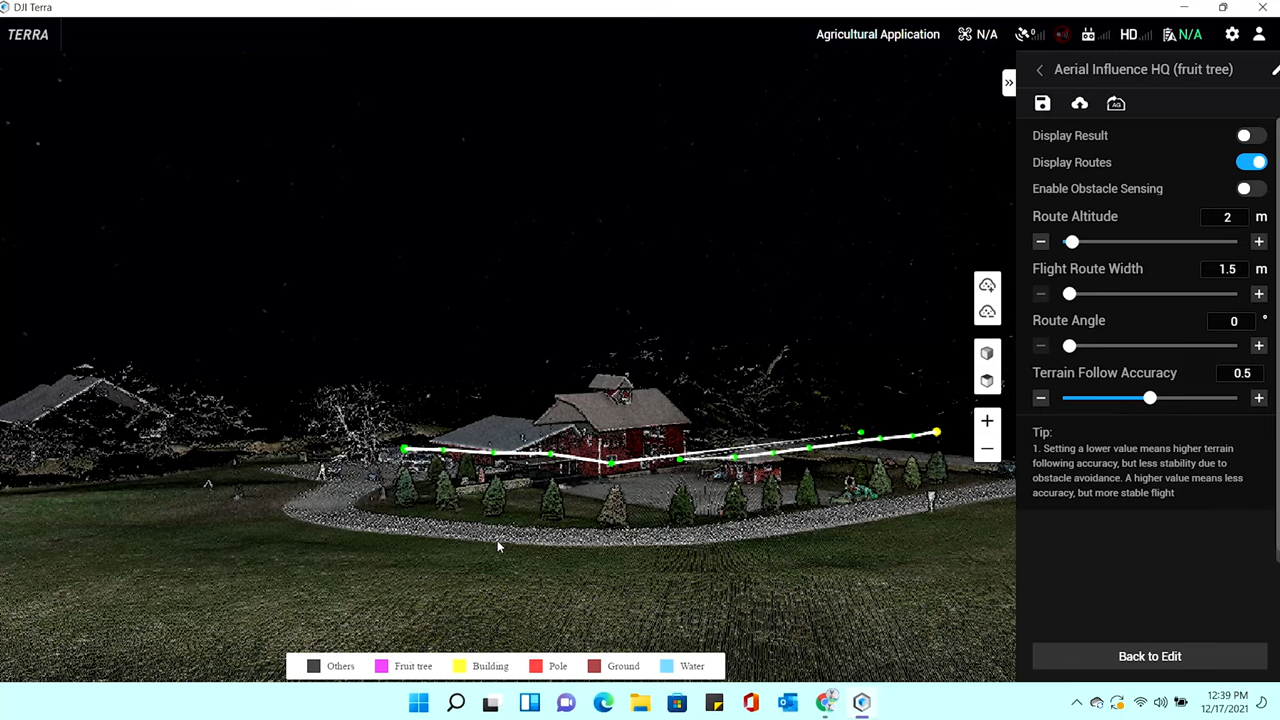 DJI Terra
TERRA
Agricultural Application
N/A
HD
N/A
Aerial Influence HQ (fruit tree)
AG
Display Result
Display Routes
Enable Obstacle Sensing
Route Altitude 2 m
Flight Route Width 1.5 m
Route Angle 0 °
Terrain Follow Accuracy 0.5
Tip:
1. Setting a lower value means higher terrain
following accuracy, but less stability due to
obstacle avoidance. A higher value means less
accuracy, but more stable flight
Back to Edit
Others Fruit tree Building Pole Ground Water
12:39 PM
12/17/2021